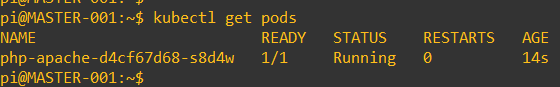 pi@MASTER-001:~$ kubectl get pods
NAME READY STATUS RESTARTS AGE
php-apache-d4cf67d68-s8d4w 1/1 Running 0 14s
pi@MASTER-001:~$